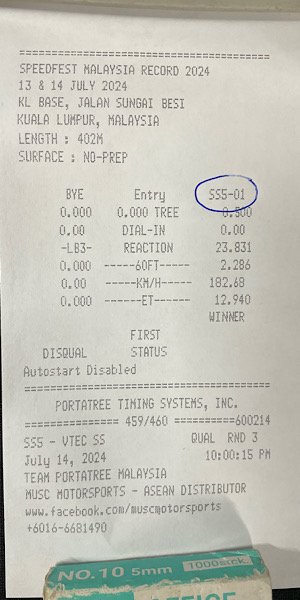 ==========================================
SPEEDFEST MALAYSIA RECORD 2024
13 & 14 JULY 2024
KL BASE, JALAN SUNGAI BESI
KUALA LUMPUR, MALAYSIA
LENGTH : 402M
SURFACE : NO-PREP
BYE Entry SS5-01
0.000 0.000 TREE 0.500
0.00 DIAL-IN 0.00
-LB3- REACTION 23.831
0.000 -----60FT----- 2.286
0.00 -----KM/H----- 182.68
0.000 ------ET------ 12.940
WINNER
FIRST
DISQUAL STATUS
Autostart Disabled
==========================================
PORTATREE TIMING SYSTEMS, INC.
================ 459/460 ==========600214
SS5 - VTEC SS QUAL RND 3
July 14, 2024 10:00:15 PM
TEAM PORTATREE MALAYSIA
MUSC MOTORSPORTS - ASEAN DISTRIBUTOR
www.facebook.com/muscmotorsports
+6016-6681490
NO.10 5mm 1000stck.